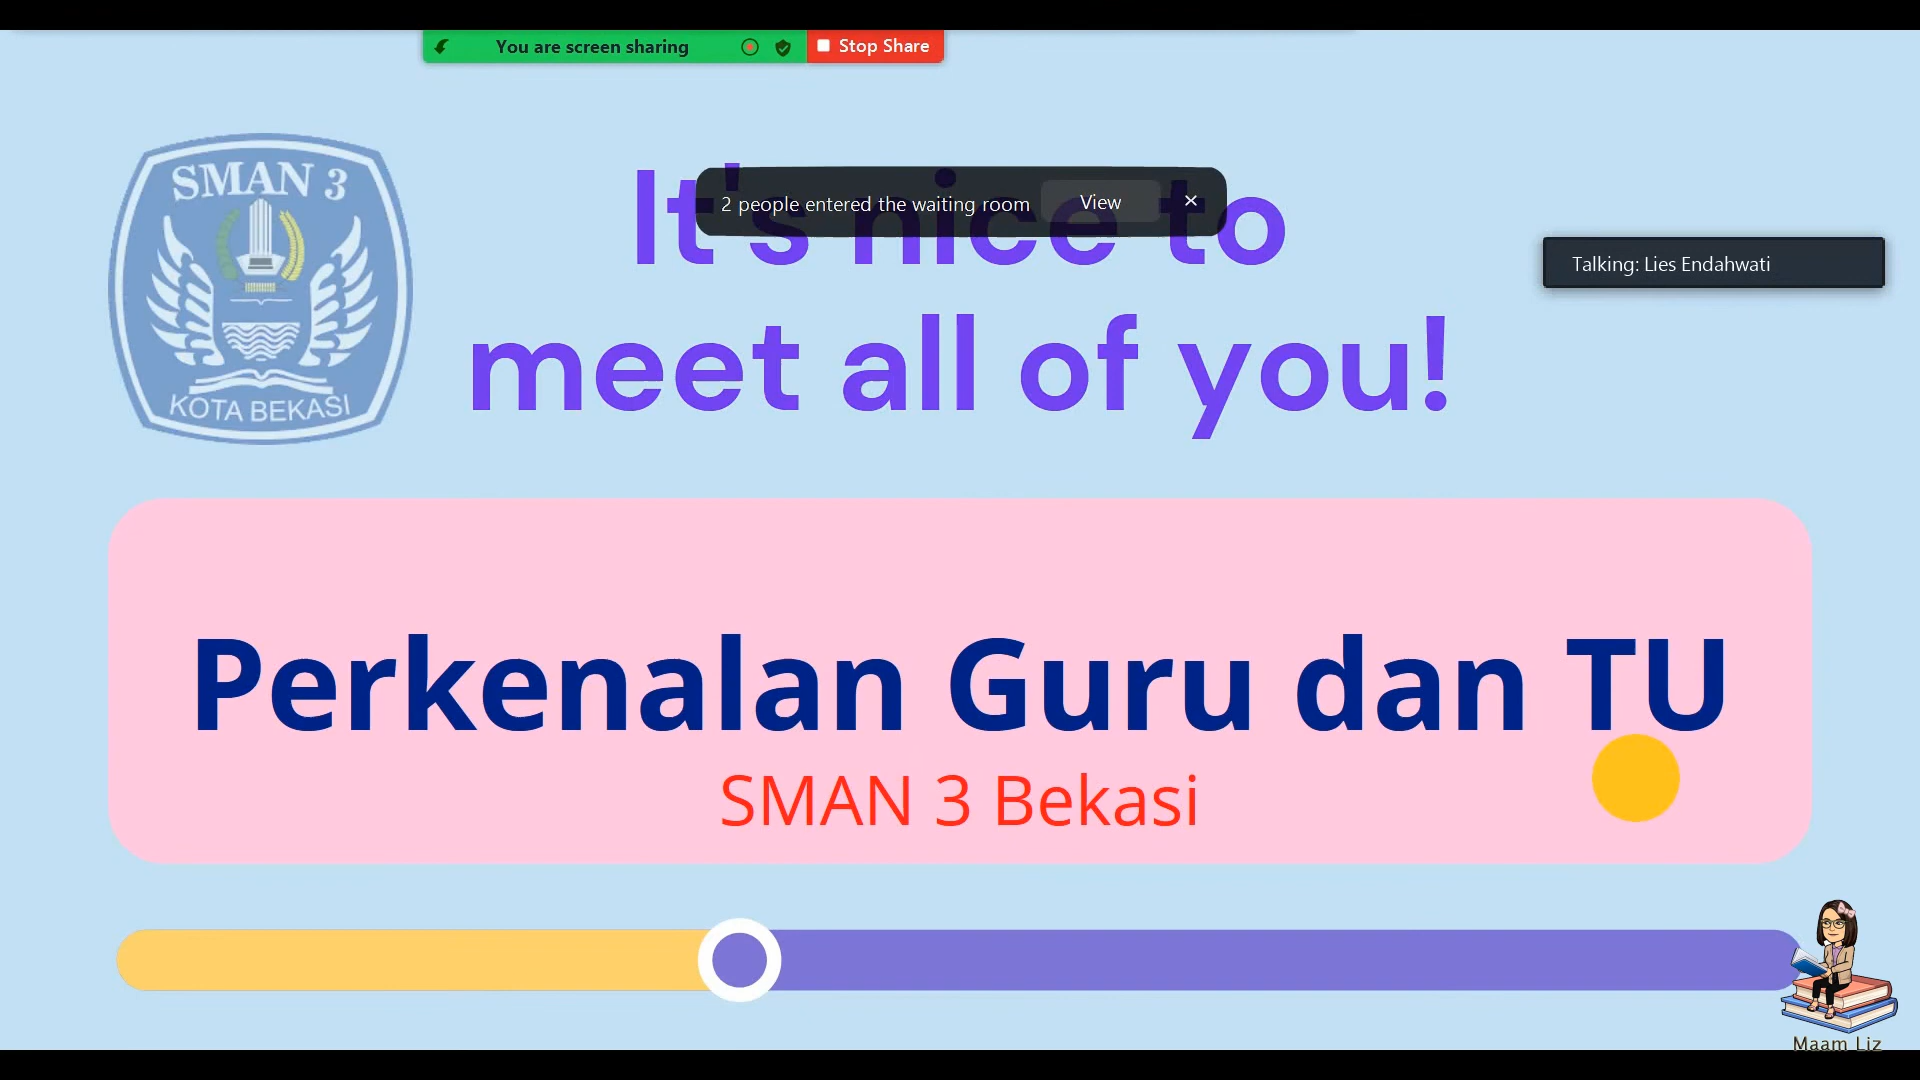 You are screen sharing
Stop Share
SMAN 3
KOTA BEKASI
It's nice to
meet all of you!
2 people entered the waiting room
View
Talking: Lies Endahwati
Perkenalan Guru dan TU
SMAN 3 Bekasi
Maam Liz